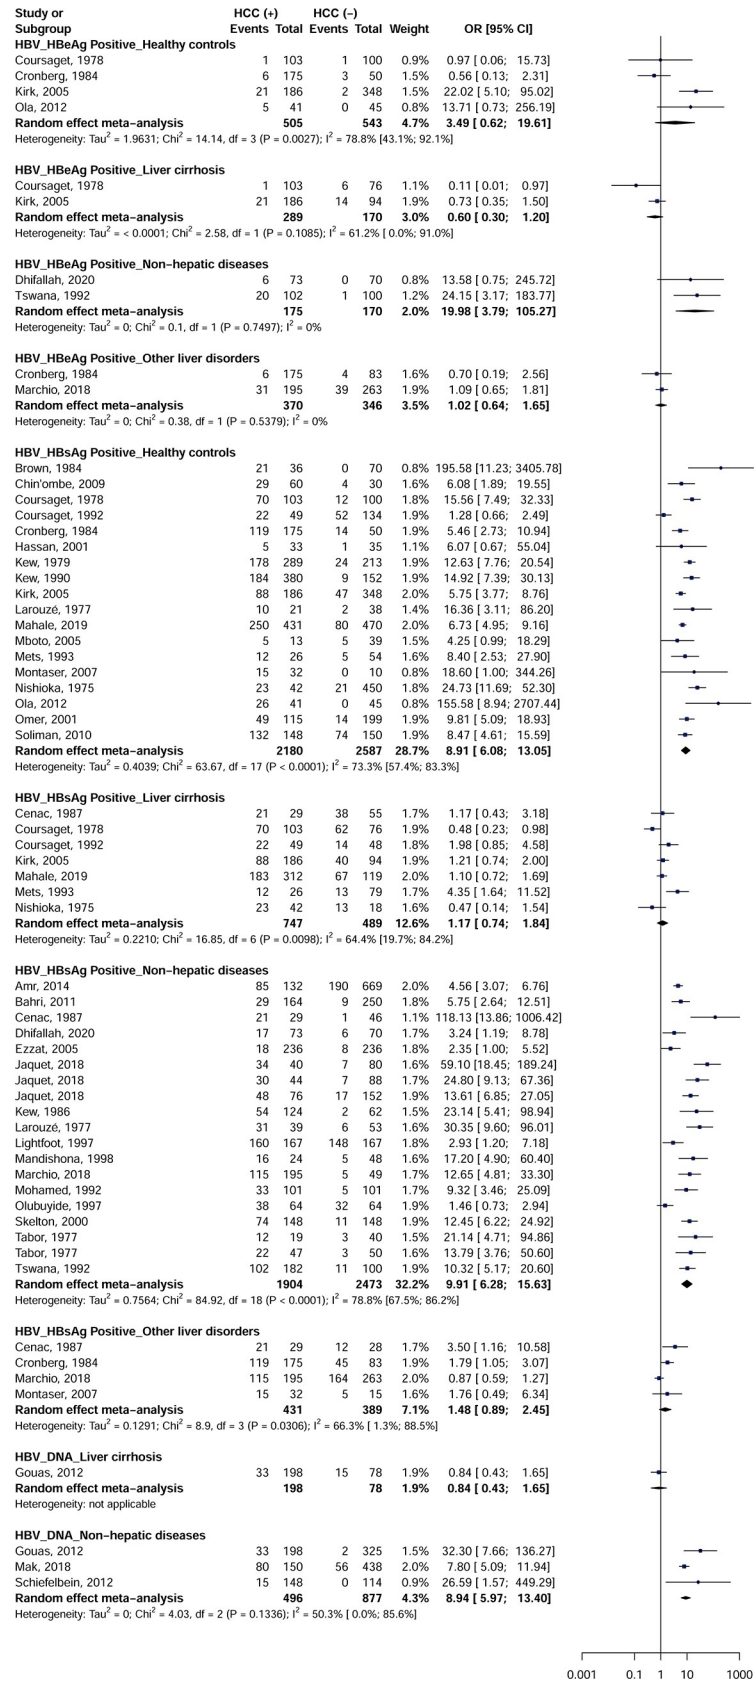 Study or HCC (+) HCC (−)
Subgroup Events Total Events Total Weight OR [95% CI]
HBV_HBeAg Positive_Healthy controls
Coursaget, 1978 1 103 1 100 0.9% 0.97 [ 0.06; 15.73]
Cronberg, 1984 6 175 3 50 1.5% 0.56 [ 0.13; 2.31]
Kirk, 2005 21 186 2 348 1.5% 22.02 [ 5.10; 95.02]
Ola, 2012 5 41 0 45 0.8% 13.71 [ 0.73; 256.19]
Random effect meta−analysis 505 543 4.7% 3.49 [ 0.62; 19.61]
Heterogeneity: Tau² = 1.9631; Chi² = 14.14, df = 3 (P = 0.0027); I² = 78.8% [43.1%; 92.1%]
HBV_HBeAg Positive_Liver cirrhosis
Coursaget, 1978 1 103 6 76 1.1% 0.11 [ 0.01; 0.97]
Kirk, 2005 21 186 14 94 1.9% 0.73 [ 0.35; 1.50]
Random effect meta−analysis 289 170 3.0% 0.60 [ 0.30; 1.20]
Heterogeneity: Tau² = < 0.0001; Chi² = 2.58, df = 1 (P = 0.1085); I² = 61.2% [ 0.0%; 91.0%]
HBV_HBeAg Positive_Non−hepatic diseases
Dhifallah, 2020 6 73 0 70 0.8% 13.58 [ 0.75; 245.72]
Tswana, 1992 20 102 1 100 1.2% 24.15 [ 3.17; 183.77]
Random effect meta−analysis 175 170 2.0% 19.98 [ 3.79; 105.27]
Heterogeneity: Tau² = 0; Chi² = 0.1, df = 1 (P = 0.7497); I² = 0%
HBV_HBeAg Positive_Other liver disorders
Cronberg, 1984 6 175 4 83 1.6% 0.70 [ 0.19; 2.56]
Marchio, 2018 31 195 39 263 1.9% 1.09 [ 0.65; 1.81]
Random effect meta−analysis 370 346 3.5% 1.02 [ 0.64; 1.65]
Heterogeneity: Tau² = 0; Chi² = 0.38, df = 1 (P = 0.5379); I² = 0%
HBV_HBsAg Positive_Healthy controls
Brown, 1984 21 36 0 70 0.8% 195.58 [11.23; 3405.78]
Chin'ombe, 2009 29 60 4 30 1.6% 6.08 [ 1.89; 19.55]
Coursaget, 1978 70 103 12 100 1.9% 15.56 [ 7.49; 32.33]
Coursaget, 1992 22 49 52 134 1.9% 1.28 [ 0.66; 2.49]
Cronberg, 1984 119 175 14 50 1.9% 5.46 [ 2.73; 10.94]
Hassan, 2001 5 33 1 35 1.1% 6.07 [ 0.67; 55.04]
Kew, 1979 178 289 24 213 1.9% 12.63 [ 7.76; 20.54]
Kew, 1990 184 380 9 152 1.9% 14.92 [ 7.39; 30.13]
Kirk, 2005 88 186 47 348 1.9% 5.75 [ 3.77; 8.76]
Larouzé, 1977 10 21 2 38 1.4% 16.36 [ 3.11; 86.20]
Mahale, 2019 250 431 80 470 2.0% 6.73 [ 4.95; 9.16]
Mboto, 2005 5 13 5 39 1.5% 4.25 [ 0.99; 18.29]
Mets, 1993 12 26 5 54 1.6% 8.40 [ 2.53; 27.90]
Montaser, 2007 15 32 0 10 0.8% 18.60 [ 1.00; 344.26]
Nishioka, 1975 23 42 21 450 1.9% 24.73 [11.69; 52.30]
Ola, 2012 26 41 0 45 0.8% 155.58 [ 8.94; 2707.44]
Omer, 2001 49 115 14 199 1.9% 9.81 [ 5.09; 18.93]
Soliman, 2010 132 148 74 150 1.9% 8.47 [ 4.61; 15.59]
Random effect meta−analysis 2180 2587 28.7% 8.91 [ 6.08; 13.05]
Heterogeneity: Tau² = 0.4039; Chi² = 63.67, df = 17 (P < 0.0001); I² = 73.3% [57.4%; 83.3%]
HBV_HBsAg Positive_Liver cirrhosis
Cenac, 1987 21 29 38 55 1.7% 1.17 [ 0.43; 3.18]
Coursaget, 1978 70 103 62 76 1.9% 0.48 [ 0.23; 0.98]
Coursaget, 1992 22 49 14 48 1.8% 1.98 [ 0.85; 4.58]
Kirk, 2005 88 186 40 94 1.9% 1.21 [ 0.74; 2.00]
Mahale, 2019 183 312 67 119 2.0% 1.10 [ 0.72; 1.69]
Mets, 1993 12 26 13 79 1.7% 4.35 [ 1.64; 11.52]
Nishioka, 1975 23 42 13 18 1.6% 0.47 [ 0.14; 1.54]
Random effect meta−analysis 747 489 12.6% 1.17 [ 0.74; 1.84]
Heterogeneity: Tau² = 0.2210; Chi² = 16.85, df = 6 (P = 0.0098); I² = 64.4% [19.7%; 84.2%]
HBV_HBsAg Positive_Non−hepatic diseases
Amr, 2014 85 132 190 669 2.0% 4.56 [ 3.07; 6.76]
Bahri, 2011 29 164 9 250 1.8% 5.75 [ 2.64; 12.51]
Cenac, 1987 21 29 1 46 1.1% 118.13 [13.86; 1006.42]
Dhifallah, 2020 17 73 6 70 1.7% 3.24 [ 1.19; 8.78]
Ezzat, 2005 18 236 8 236 1.8% 2.35 [ 1.00; 5.52]
Jaquet, 2018 34 40 7 80 1.6% 59.10 [18.45; 189.24]
Jaquet, 2018 30 44 7 88 1.7% 24.80 [ 9.13; 67.36]
Jaquet, 2018 48 76 17 152 1.9% 13.61 [ 6.85; 27.05]
Kew, 1986 54 124 2 62 1.5% 23.14 [ 5.41; 98.94]
Larouzé, 1977 31 39 6 53 1.6% 30.35 [ 9.60; 96.01]
Lightfoot, 1997 160 167 148 167 1.8% 2.93 [ 1.20; 7.18]
Mandishona, 1998 16 24 5 48 1.6% 17.20 [ 4.90; 60.40]
Marchio, 2018 115 195 5 49 1.7% 12.65 [ 4.81; 33.30]
Mohamed, 1992 33 101 5 101 1.7% 9.32 [ 3.46; 25.09]
Olubuyide, 1997 38 64 32 64 1.9% 1.46 [ 0.73; 2.94]
Skelton, 2000 74 148 11 148 1.9% 12.45 [ 6.22; 24.92]
Tabor, 1977 12 19 3 40 1.5% 21.14 [ 4.71; 94.86]
Tabor, 1977 22 47 3 50 1.6% 13.79 [ 3.76; 50.60]
Tswana, 1992 102 182 11 100 1.9% 10.32 [ 5.17; 20.60]
Random effect meta−analysis 1904 2473 32.2% 9.91 [ 6.28; 15.63]
Heterogeneity: Tau² = 0.7564; Chi² = 84.92, df = 18 (P < 0.0001); I² = 78.8% [67.5%; 86.2%]
HBV_HBsAg Positive_Other liver disorders
Cenac, 1987 21 29 12 28 1.7% 3.50 [ 1.16; 10.58]
Cronberg, 1984 119 175 45 83 1.9% 1.79 [ 1.05; 3.07]
Marchio, 2018 115 195 164 263 2.0% 0.87 [ 0.59; 1.27]
Montaser, 2007 15 32 5 15 1.5% 1.76 [ 0.49; 6.34]
Random effect meta−analysis 431 389 7.1% 1.48 [ 0.89; 2.45]
Heterogeneity: Tau² = 0.1291; Chi² = 8.9, df = 3 (P = 0.0306); I² = 66.3% [ 1.3%; 88.5%]
HBV_DNA_Liver cirrhosis
Gouas, 2012 33 198 15 78 1.9% 0.84 [ 0.43; 1.65]
Random effect meta−analysis 198 78 1.9% 0.84 [ 0.43; 1.65]
Heterogeneity: not applicable
HBV_DNA_Non−hepatic diseases
Gouas, 2012 33 198 2 325 1.5% 32.30 [ 7.66; 136.27]
Mak, 2018 80 150 56 438 2.0% 7.80 [ 5.09; 11.94]
Schiefelbein, 2012 15 148 0 114 0.9% 26.59 [ 1.57; 449.29]
Random effect meta−analysis 496 877 4.3% 8.94 [ 5.97; 13.40]
Heterogeneity: Tau² = 0; Chi² = 4.03, df = 2 (P = 0.1336); I² = 50.3% [ 0.0%; 85.6%]
0.001 0.1 1 10 1000